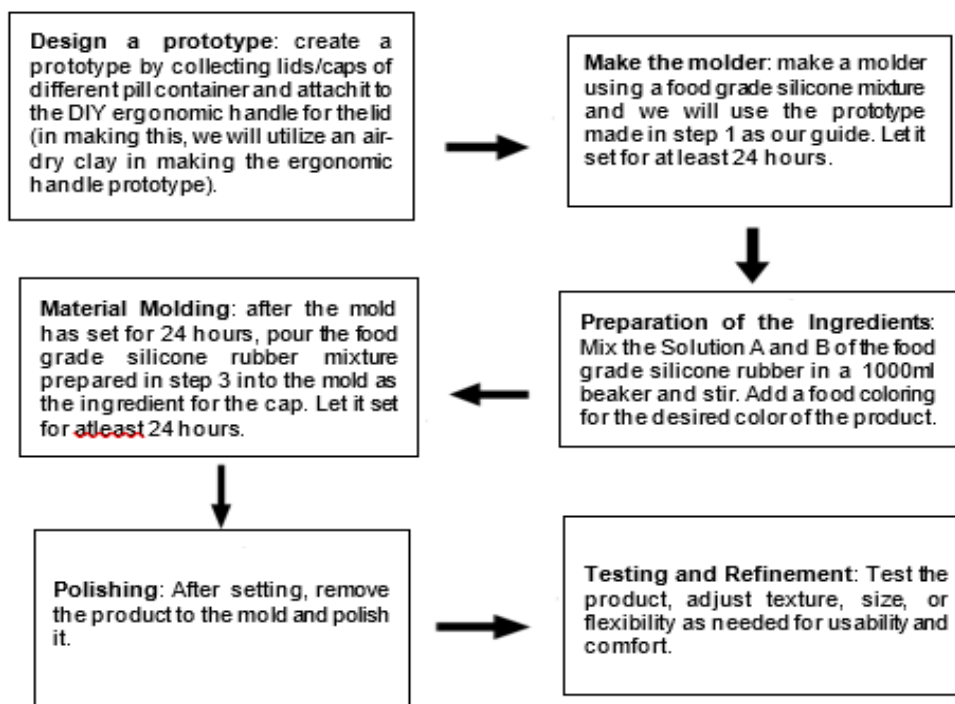 Design a prototype: create a
prototype by collecting lids/caps of
different pill container and attach it to
the DIY ergonomic handle for the lid
(in making this, we will utilize an air-
dry clay in making the ergonomic
handle prototype).
Make the molder: make a molder
using a food grade silicone mixture
and we will use the prototype
made in step 1 as our guide. Let it
set for at least 24 hours.
Preparation of the Ingredients:
Mix the Solution A and B of the food
grade silicone rubber in a 1000ml
beaker and stir. Add a food coloring
for the desired color of the product.
Material Molding: after the mold
has set for 24 hours, pour the food
grade silicone rubber mixture
prepared in step 3 into the mold as
the ingredient for the cap. Let it set
for atleast 24 hours.
Polishing: After setting, remove
the product to the mold and polish
it.
Testing and Refinement: Test the
product, adjust texture, size, or
flexibility as needed for usability and
comfort.